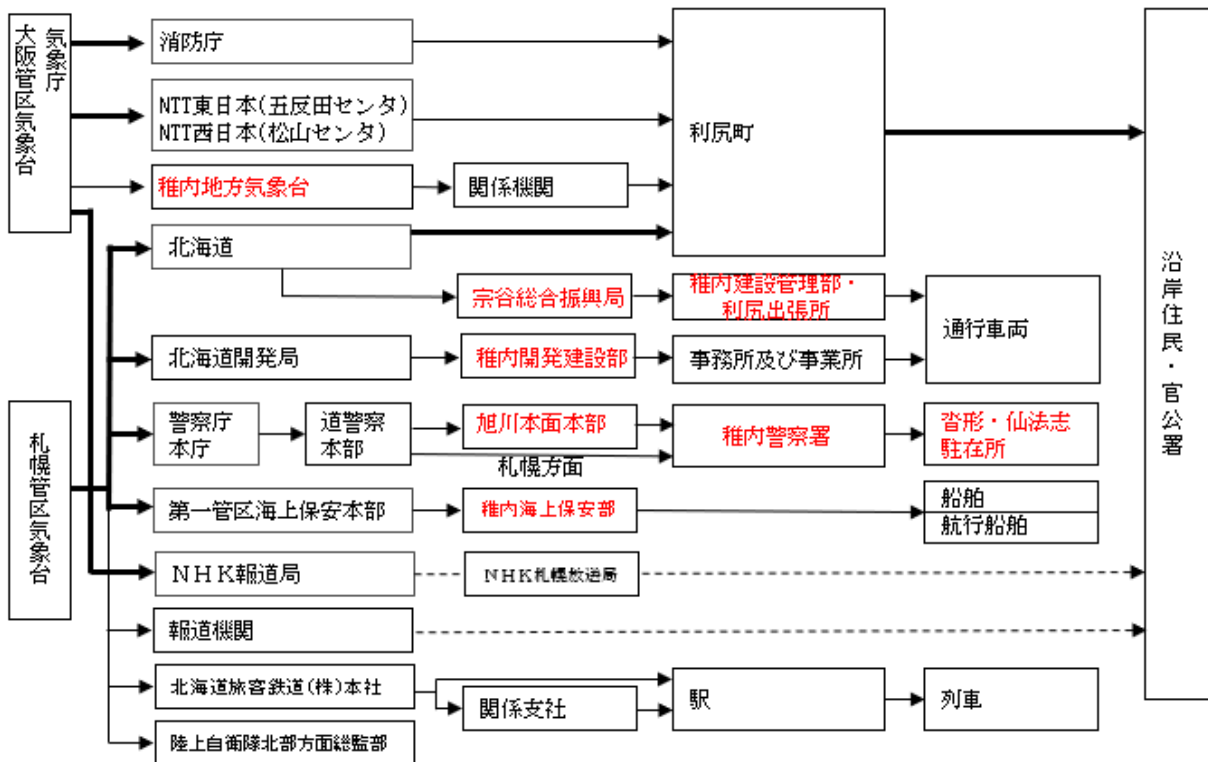 気象庁
大阪管区気象台
消防庁
NTT東日本(五反田センタ)
NTT西日本(松山センタ)
利尻町
稚内地方気象台
関係機関
北海道
宗谷総合振興局
稚内建設管理部・
利尻出張所
通行車両
北海道開発局
稚内開発建設部
事務所及び事業所
札幌管区気象台
警察庁
本庁
道警察
本部
旭川本面本部
札幌方面
稚内警察署
沓形・仙法志
駐在所
第一管区海上保安本部
稚内海上保安部
船舶
航行船舶
NHK報道局
NHK札幌放送局
報道機関
北海道旅客鉄道(株)本社
関係支社
駅
列車
陸上自衛隊北部方面総監部
沿岸住民・官公署